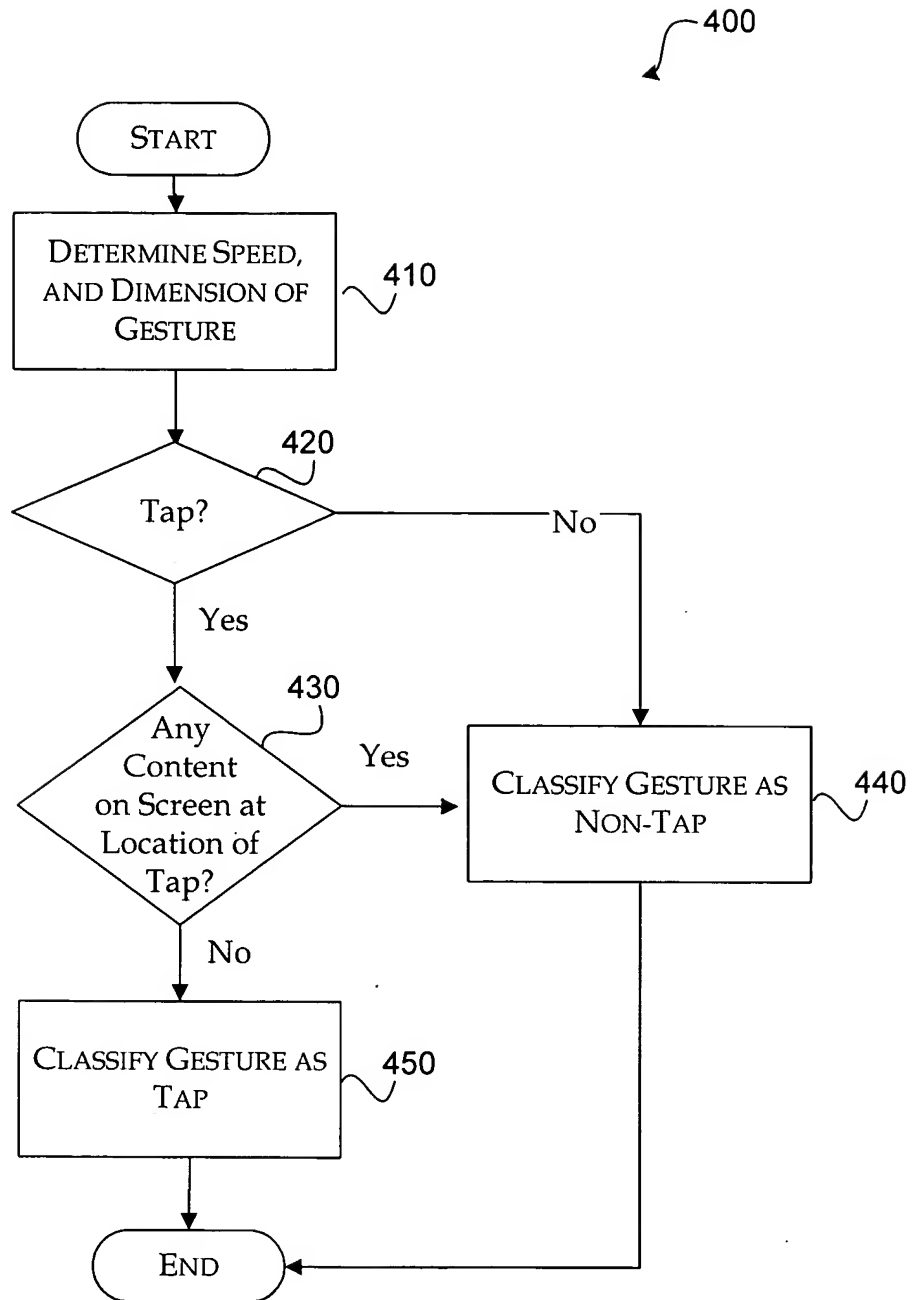 400
START
DETERMINE SPEED,
AND DIMENSION OF
GESTURE
410
420
Tap?
No
Yes
430
Any
Content
on Screen at
Location of
Tap?
Yes
CLASSIFY GESTURE AS
NON-TAP
440
No
CLASSIFY GESTURE AS
TAP
450
END